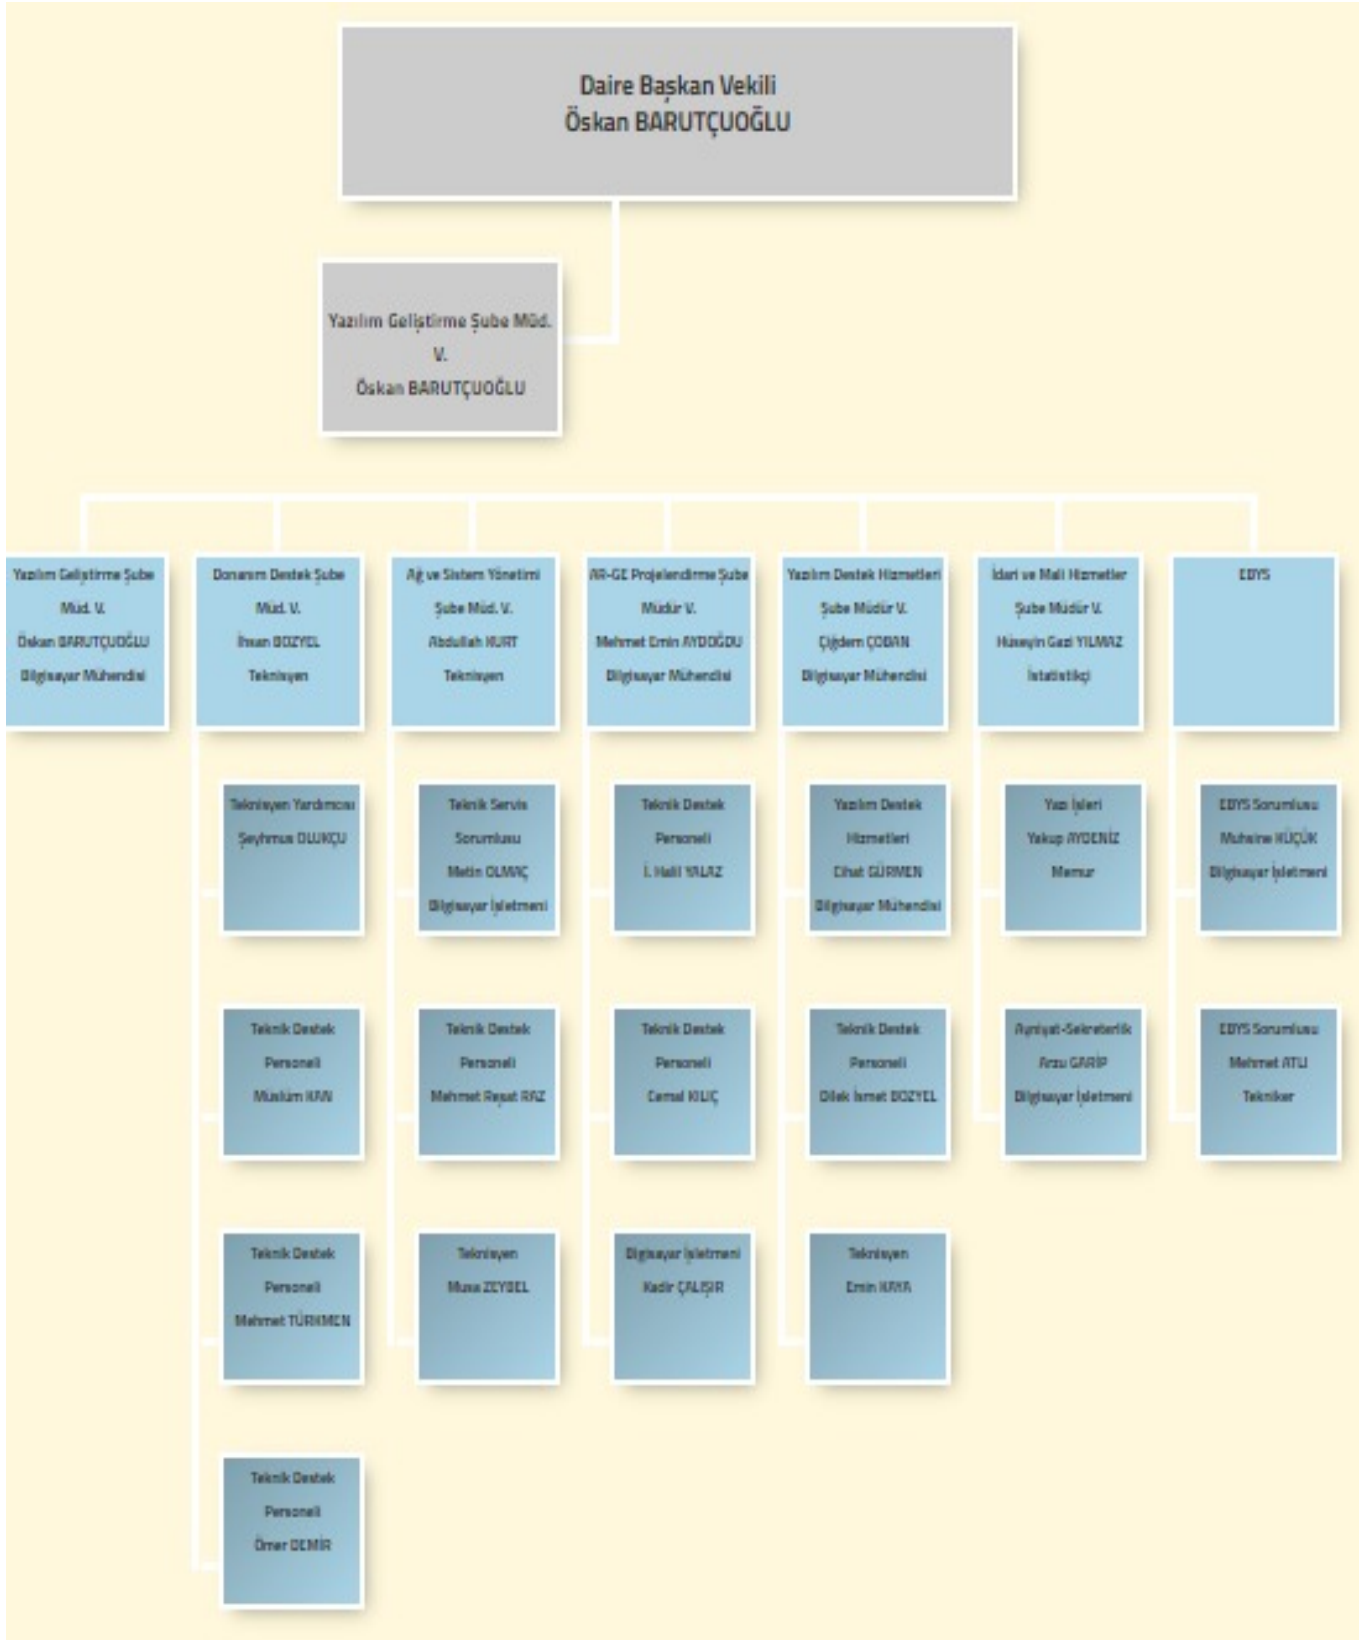 Daire Başkan Vekili
Öskan BARUTÇUOĞLU
Yazılım Geliştirme Şube Müd.
V.
Öskan BARUTÇUOĞLU
Yazılım Geliştirme Şube
Müd. V.
Öskan BARUTÇUOĞLU
Bilgisayar Mühendisi
Donanım Destek Şube
Müd. V.
İhsan BOZYEL
Teknisyen
Ağ ve Sistem Yönetimi
Şube Müd. V.
Abdullah KURT
Teknisyen
AR-GE Projelendirme Şube
Müdür V.
Mehmet Emin AYDOĞDU
Bilgisayar Mühendisi
Yazılım Destek Hizmetleri
Şube Müdür V.
Çiğdem ÇOBAN
Bilgisayar Mühendisi
İdari ve Mali Hizmetler
Şube Müdür V.
Hüseyin Gazi YILMAZ
İstatistikçi
EBYS
Teknisyen Yardımcısı
Şeyhmus OLUKÇU
Teknik Servis
Sorumlusu
Metin OLMAÇ
Bilgisayar İşletmeni
Teknik Destek
Personeli
İ. Halil YALAZ
Yazılım Destek
Hizmetleri
Cihat GÜRMEN
Bilgisayar Mühendisi
Yazı İşleri
Yakup AYDENİZ
Memur
EBYS Sorumlusu
Muhsine KÜÇÜK
Bilgisayar İşletmeni
Teknik Destek
Personeli
Müslüm KAN
Teknik Destek
Personeli
Mehmet Reşat RAZ
Teknik Destek
Personeli
Cemal KILIÇ
Teknik Destek
Personeli
Dilek İsmet BOZYEL
Ayniyat-Sekreterlik
Arzu GARİP
Bilgisayar İşletmeni
EBYS Sorumlusu
Mehmet ATLI
Tekniker
Teknik Destek
Personeli
Mehmet TÜRKMEN
Teknisyen
Musa ZEYBEL
Blgisayar İşletmeni
Kadir ÇALIŞIR
Teknisyen
Emin KAYA
Teknik Destek
Personeli
Ömer DEMİR